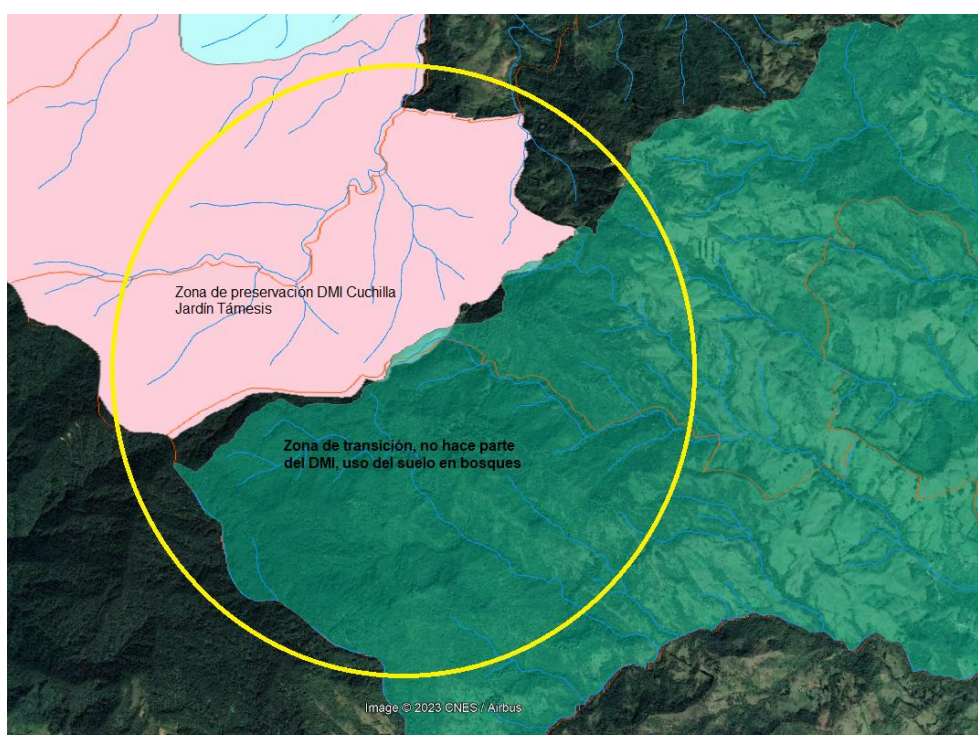 Zona de preservación DMI Cuchilla
Jardín Támesis
Zona de transición, no hace parte
del DMI, uso del suelo en bosques
Image © 2023 CNES / Airbus